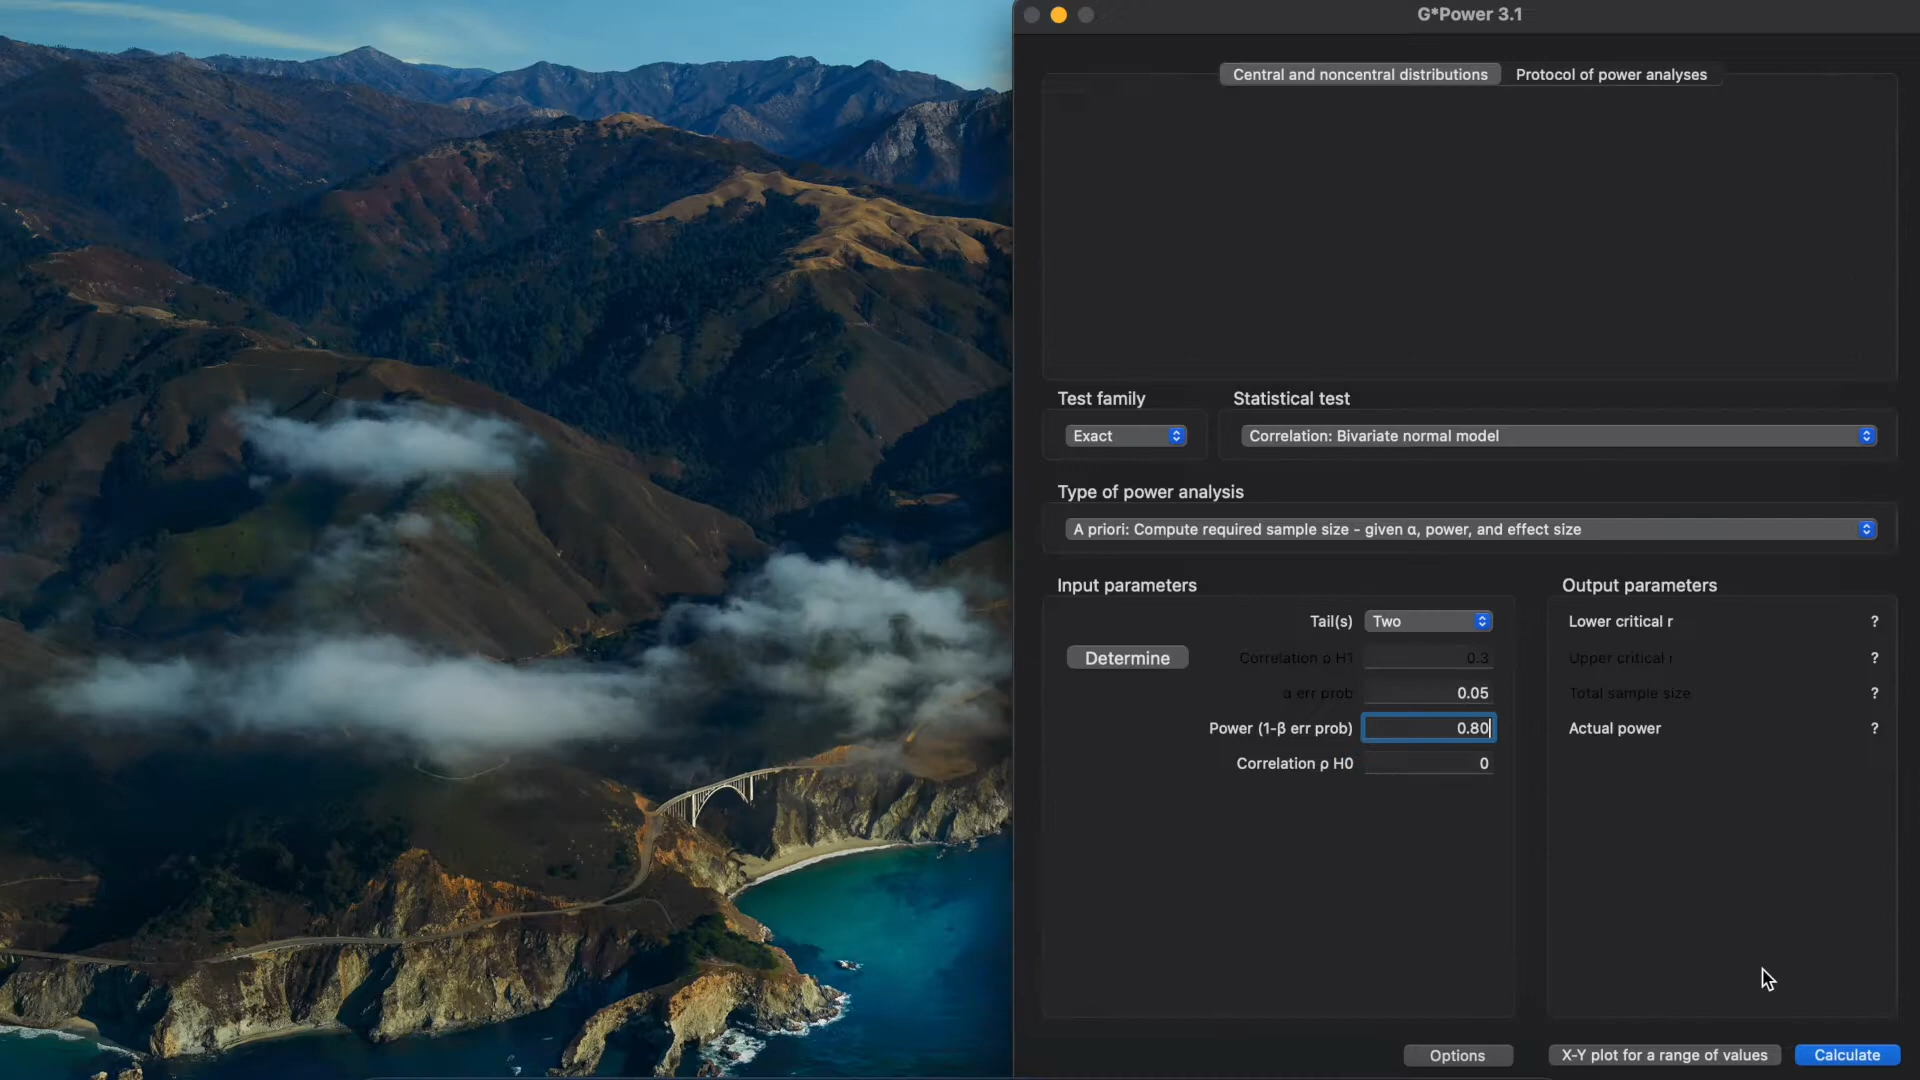 G*Power 3.1
Central and noncentral distributions
Protocol of power analyses
Test family
Statistical test
Exact
Correlation: Bivariate normal model
Type of power analysis
A priori: Compute required sample size - given α, power, and effect size
Input parameters
Output parameters
Tail(s)
Two
Lower critical r
?
Determine
Correlation ρ H1
0.3
Upper critical r
?
α err prob
0.05
Total sample size
?
Power (1-β err prob)
0.80
Actual power
?
Correlation ρ H0
0
Options
X-Y plot for a range of values
Calculate